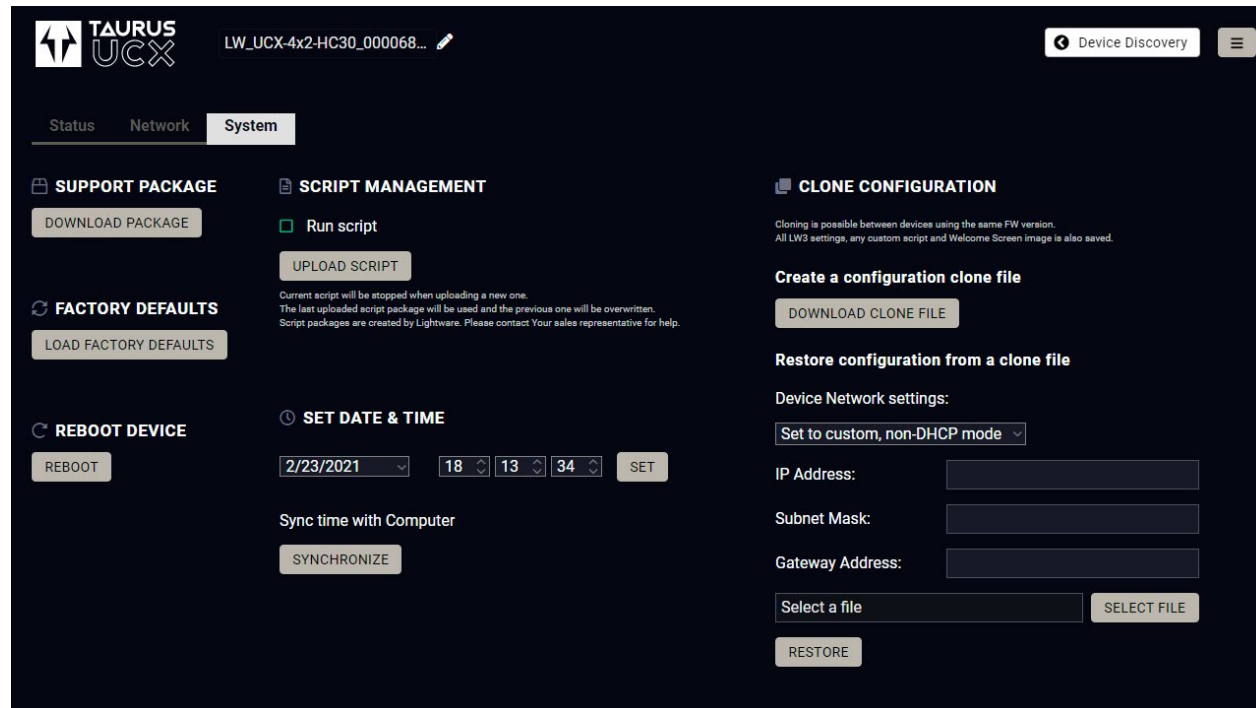 TAURUS
UCX
LW_UCX-4x2-HC30_000068...
Device Discovery
Status
Network
System
SUPPORT PACKAGE
DOWNLOAD PACKAGE
FACTORY DEFAULTS
LOAD FACTORY DEFAULTS
REBOOT DEVICE
REBOOT
SCRIPT MANAGEMENT
Run script
UPLOAD SCRIPT
Current script will be stopped when uploading a new one.
The last uploaded script package will be used and the previous one will be overwritten.
Script packages are created by Lightware. Please contact Your sales representative for help.
SET DATE & TIME
2/23/2021 18 13 34 SET
Sync time with Computer
SYNCHRONIZE
CLONE CONFIGURATION
Cloning is possible between devices using the same FW version.
All LW3 settings, any custom script and Welcome Screen image is also saved.
Create a configuration clone file
DOWNLOAD CLONE FILE
Restore configuration from a clone file
Device Network settings:
Set to custom, non-DHCP mode
IP Address:
Subnet Mask:
Gateway Address:
Select a file SELECT FILE
RESTORE